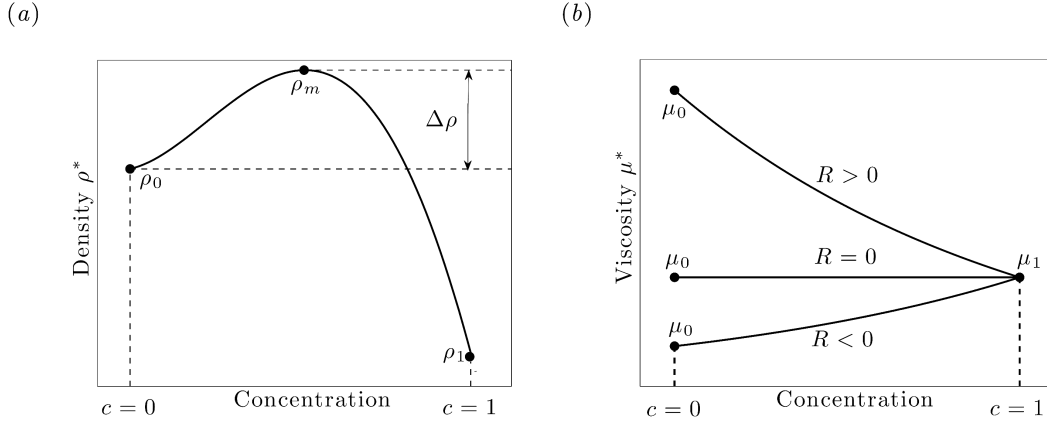 (a)
ρₘ
Δρ
ρ₀
Density ρ*
ρ₁
c = 0
Concentration
c = 1
(b)
μ₀
R > 0
Viscosity μ*
μ₀
R = 0
μ₁
μ₀
R < 0
c = 0
Concentration
c = 1